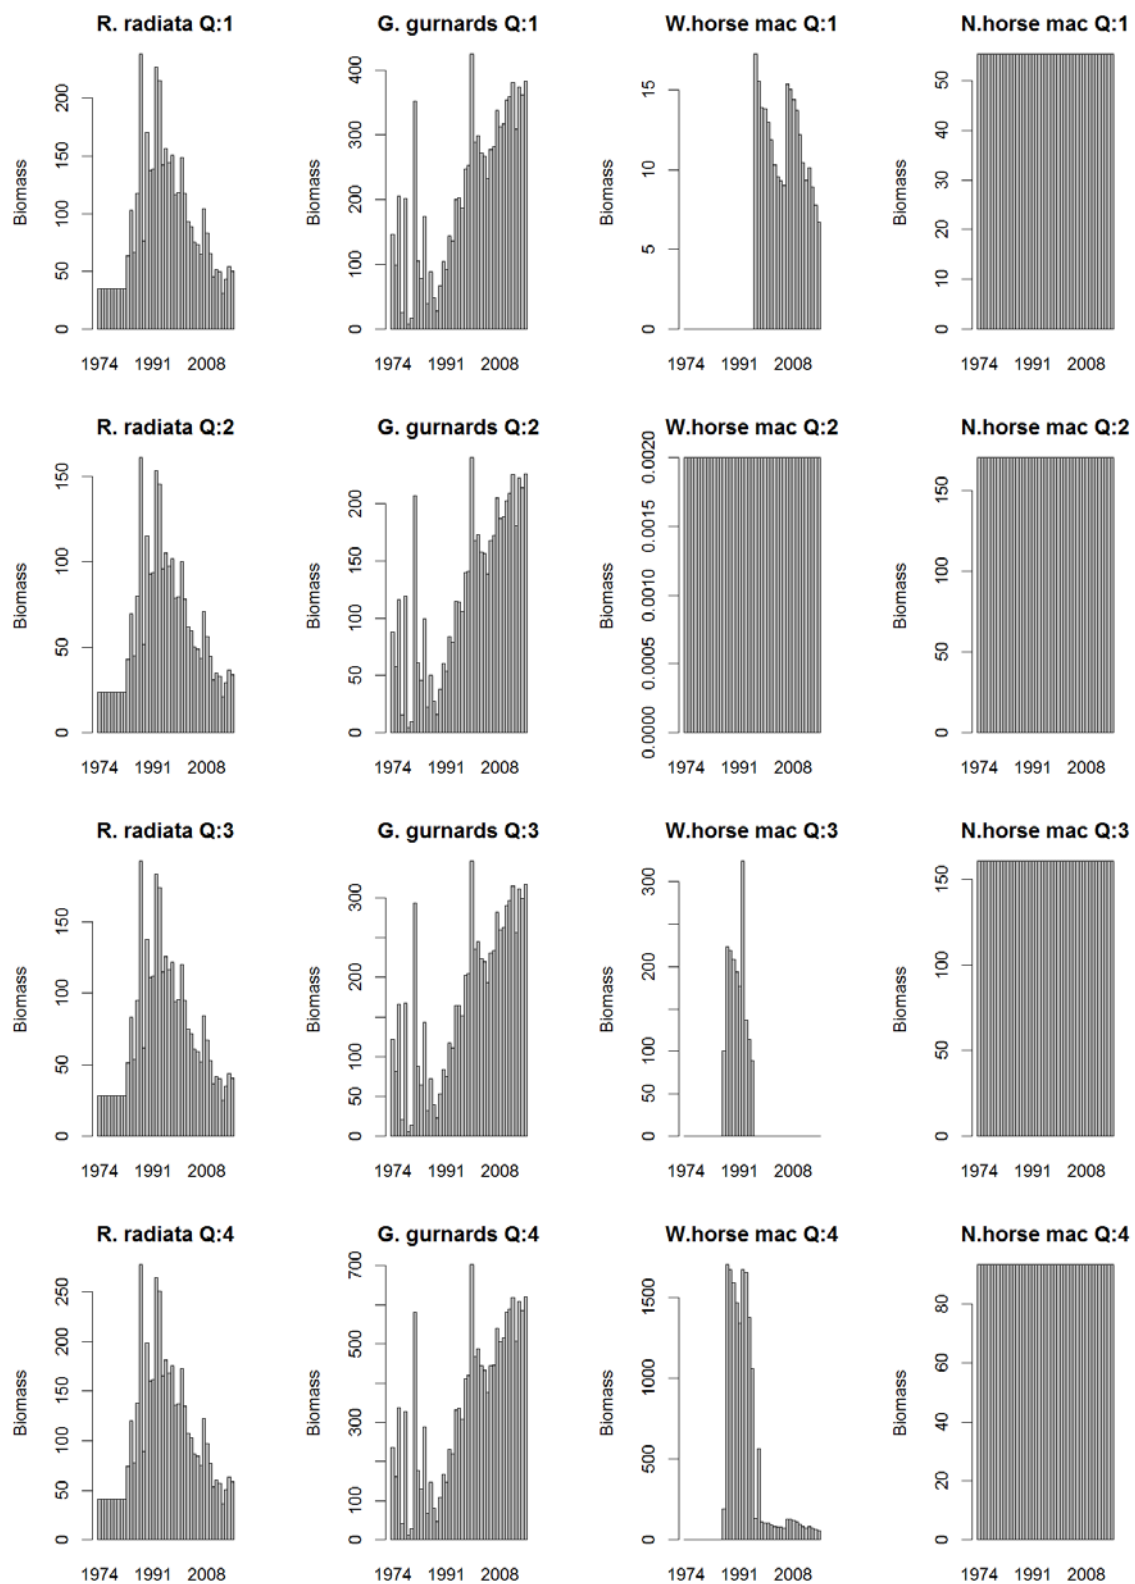 R. radiata Q:1
Biomass
0 50 100 150 200
1974 1991 2008
G. gurnards Q:1
Biomass
0 100 200 300 400
1974 1991 2008
W.horse mac Q:1
Biomass
0 5 10 15
1974 1991 2008
N.horse mac Q:1
Biomass
0 10 20 30 40 50
1974 1991 2008
R. radiata Q:2
Biomass
0 50 100 150
1974 1991 2008
G. gurnards Q:2
Biomass
0 50 100 150 200
1974 1991 2008
W.horse mac Q:2
Biomass
0.0000 0.0005 0.0010 0.0015 0.0020
1974 1991 2008
N.horse mac Q:2
Biomass
0 50 100 150
1974 1991 2008
R. radiata Q:3
Biomass
0 50 100 150
1974 1991 2008
G. gurnards Q:3
Biomass
0 50 100 200 300
1974 1991 2008
W.horse mac Q:3
Biomass
0 50 100 200 300
1974 1991 2008
N.horse mac Q:3
Biomass
0 50 100 150
1974 1991 2008
R. radiata Q:4
Biomass
0 50 100 150 200 250
1974 1991 2008
G. gurnards Q:4
Biomass
0 100 300 500 700
1974 1991 2008
W.horse mac Q:4
Biomass
0 500 1000 1500
1974 1991 2008
N.horse mac Q:4
Biomass
0 20 40 60 80
1974 1991 2008